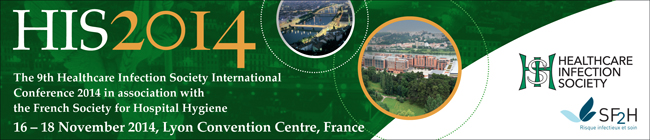 HIS2014
The 9th Healthcare Infection Society International
Conference 2014 in association with
the French Society for Hospital Hygiene
16 – 18 November 2014, Lyon Convention Centre, France
HIS
HEALTHCARE
INFECTION
SOCIETY
SF2H
Risque infectieux et soin